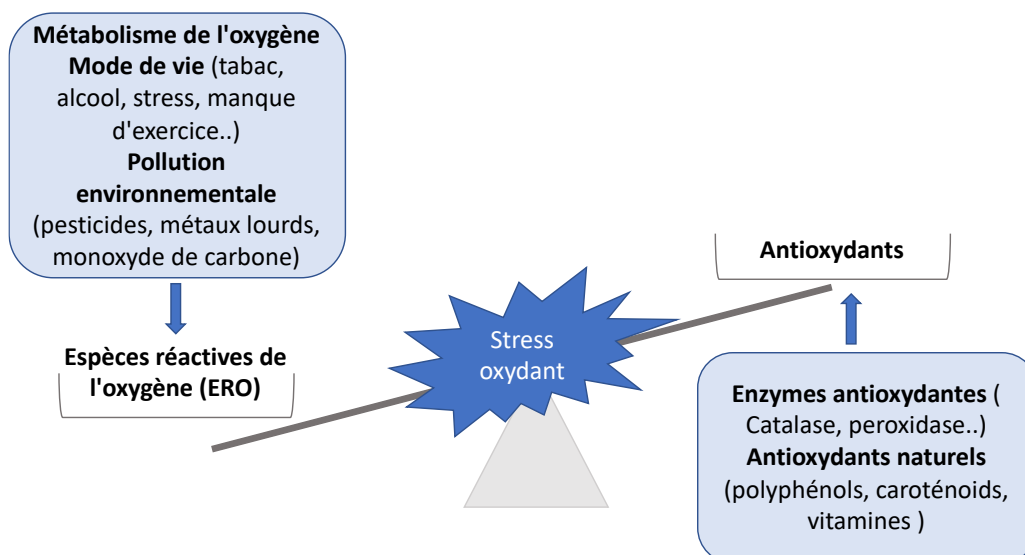 Métabolisme de l'oxygène
Mode de vie (tabac,
alcool, stress, manque
d'exercice..)
Pollution
environnementale
(pesticides, métaux lourds,
monoxyde de carbone)
Espèces réactives de
l'oxygène (ERO)
Stress
oxydant
Antioxydants
Enzymes antioxydantes (
Catalase, peroxidase..)
Antioxydants naturels
(polyphénols, caroténoids,
vitamines )